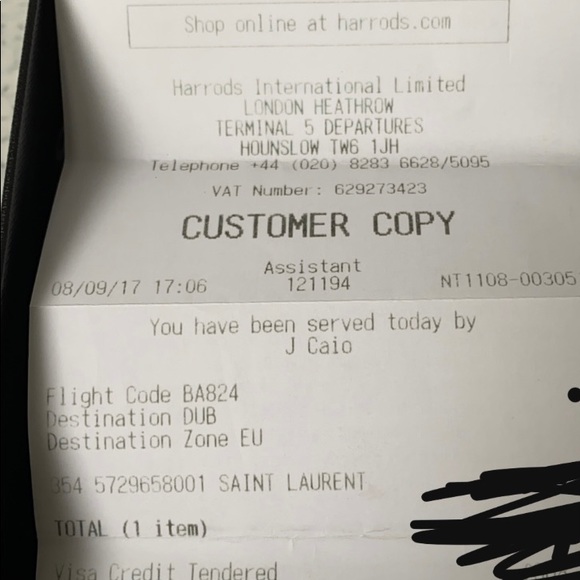 Shop online at harrods.com
Harrods International Limited
LONDON HEATHROW
TERMINAL 5 DEPARTURES
HOUNSLOW TW6 1JH
Telephone +44 (020) 8283 6628/5095
VAT Number: 629273423
CUSTOMER COPY
Assistant
08/09/17 17:06 121194 NT1108-00305
You have been served today by
J Caio
Flight Code BA824
Destination DUB
Destination Zone EU
354 5729658001 SAINT LAURENT
TOTAL (1 item)
Visa Credit Tendered